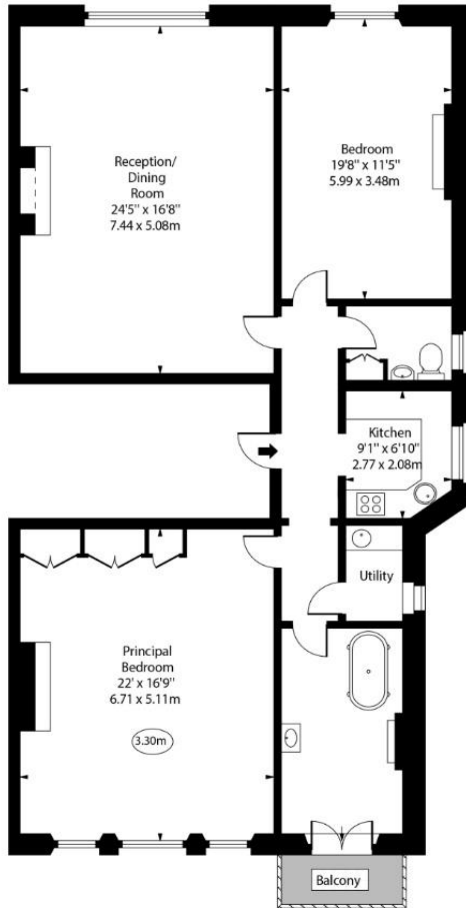 Reception/
Dining
Room
24'5" x 16'8"
7.44 x 5.08m
Bedroom
19'8" x 11'5"
5.99 x 3.48m
Kitchen
9'1" x 6'10"
2.77 x 2.08m
Utility
Principal
Bedroom
22' x 16'9"
6.71 x 5.11m
3.30m
Balcony